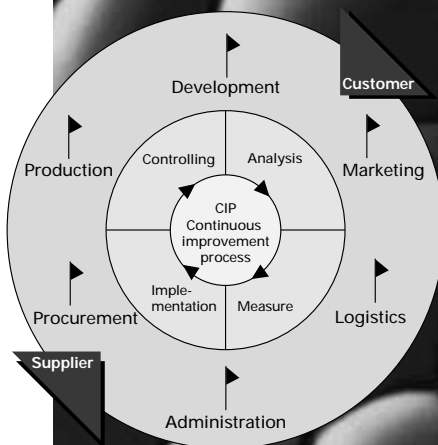 Development
Customer
Production
Controlling
Analysis
Marketing
CIP
Continuous
improvement
process
Procurement
Imple-
mentation
Measure
Logistics
Supplier
Administration